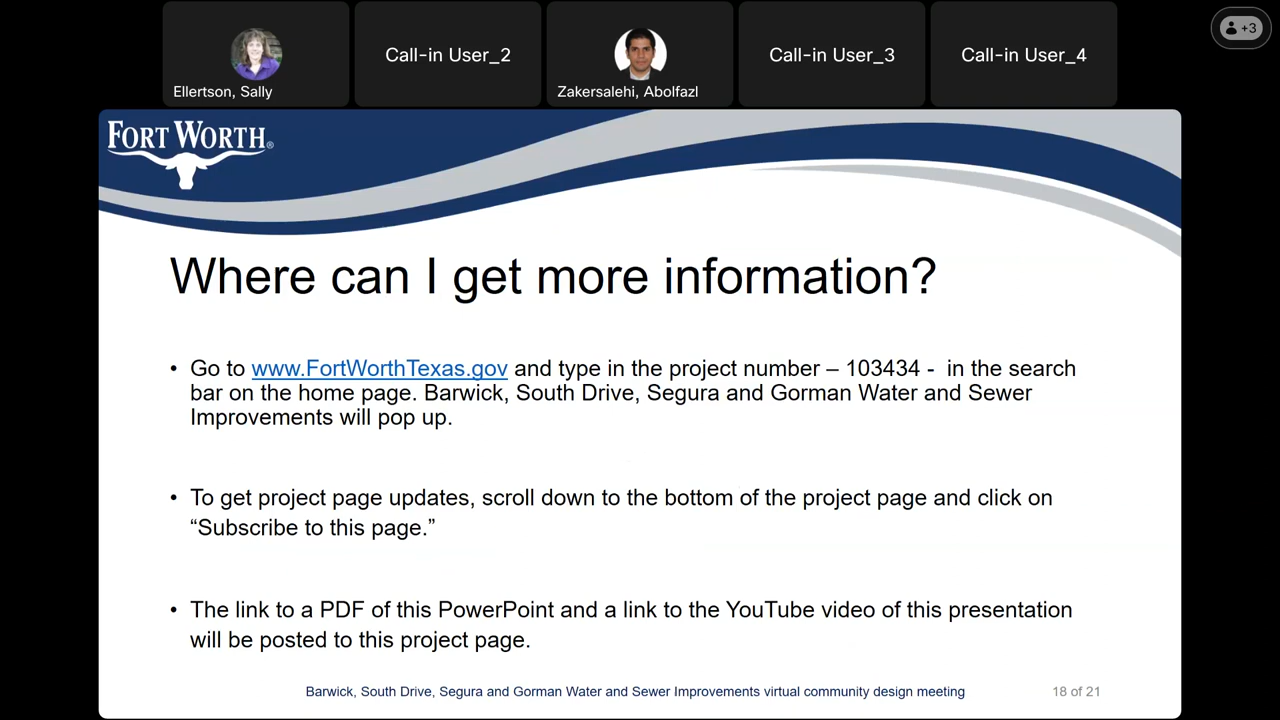 Ellertson, Sally
Call-in User_2
Zakersalehi, Abolfazl
Call-in User_3
Call-in User_4
+3
FORT WORTH®
Where can I get more information?
• Go to www.FortWorthTexas.gov and type in the project number – 103434 - in the search
bar on the home page. Barwick, South Drive, Segura and Gorman Water and Sewer
Improvements will pop up.
• To get project page updates, scroll down to the bottom of the project page and click on
“Subscribe to this page.”
• The link to a PDF of this PowerPoint and a link to the YouTube video of this presentation
will be posted to this project page.
Barwick, South Drive, Segura and Gorman Water and Sewer Improvements virtual community design meeting
18 of 21